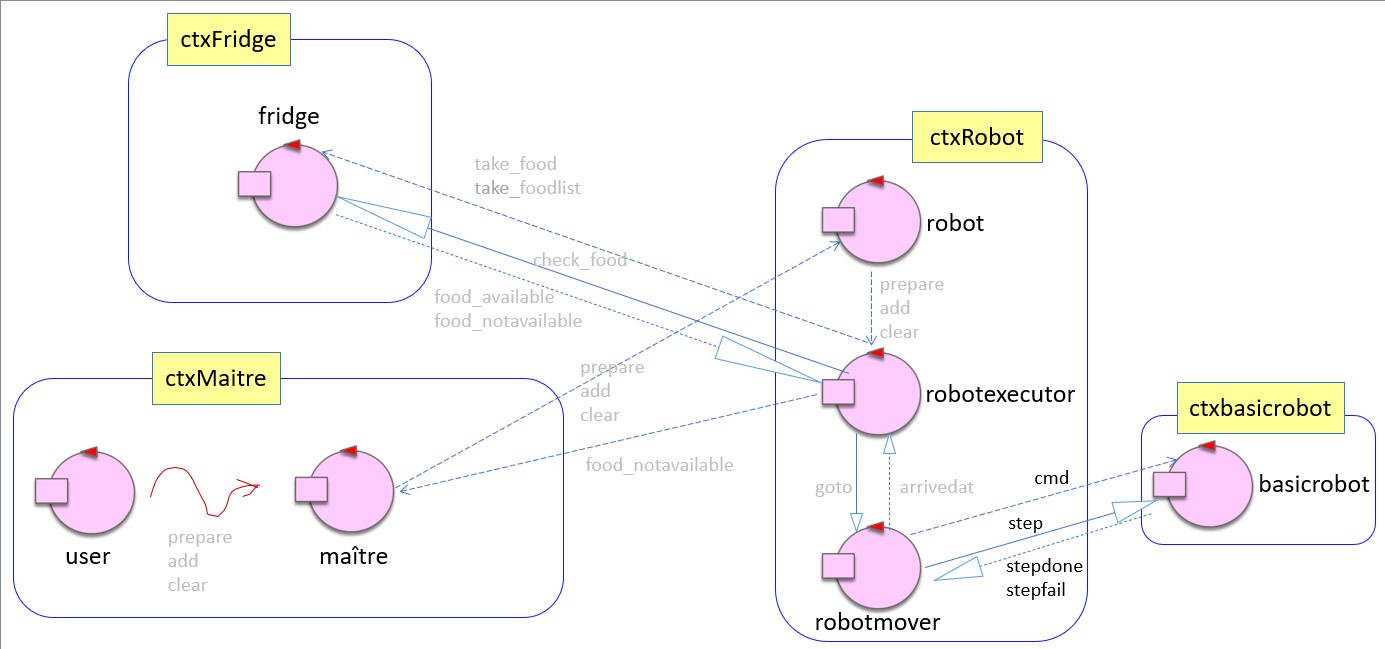 ctxFridge
fridge
take_food
take_foodlist
check_food
food_available
food_notavailable
ctxRobot
robot
prepare
add
clear
robotexecutor
prepare
add
clear
food_notavailable
goto
arrivedat
robotmover
ctxMaitre
user
prepare
add
clear
maître
ctxbasicrobot
basicrobot
cmd
step
stepdone
stepfail